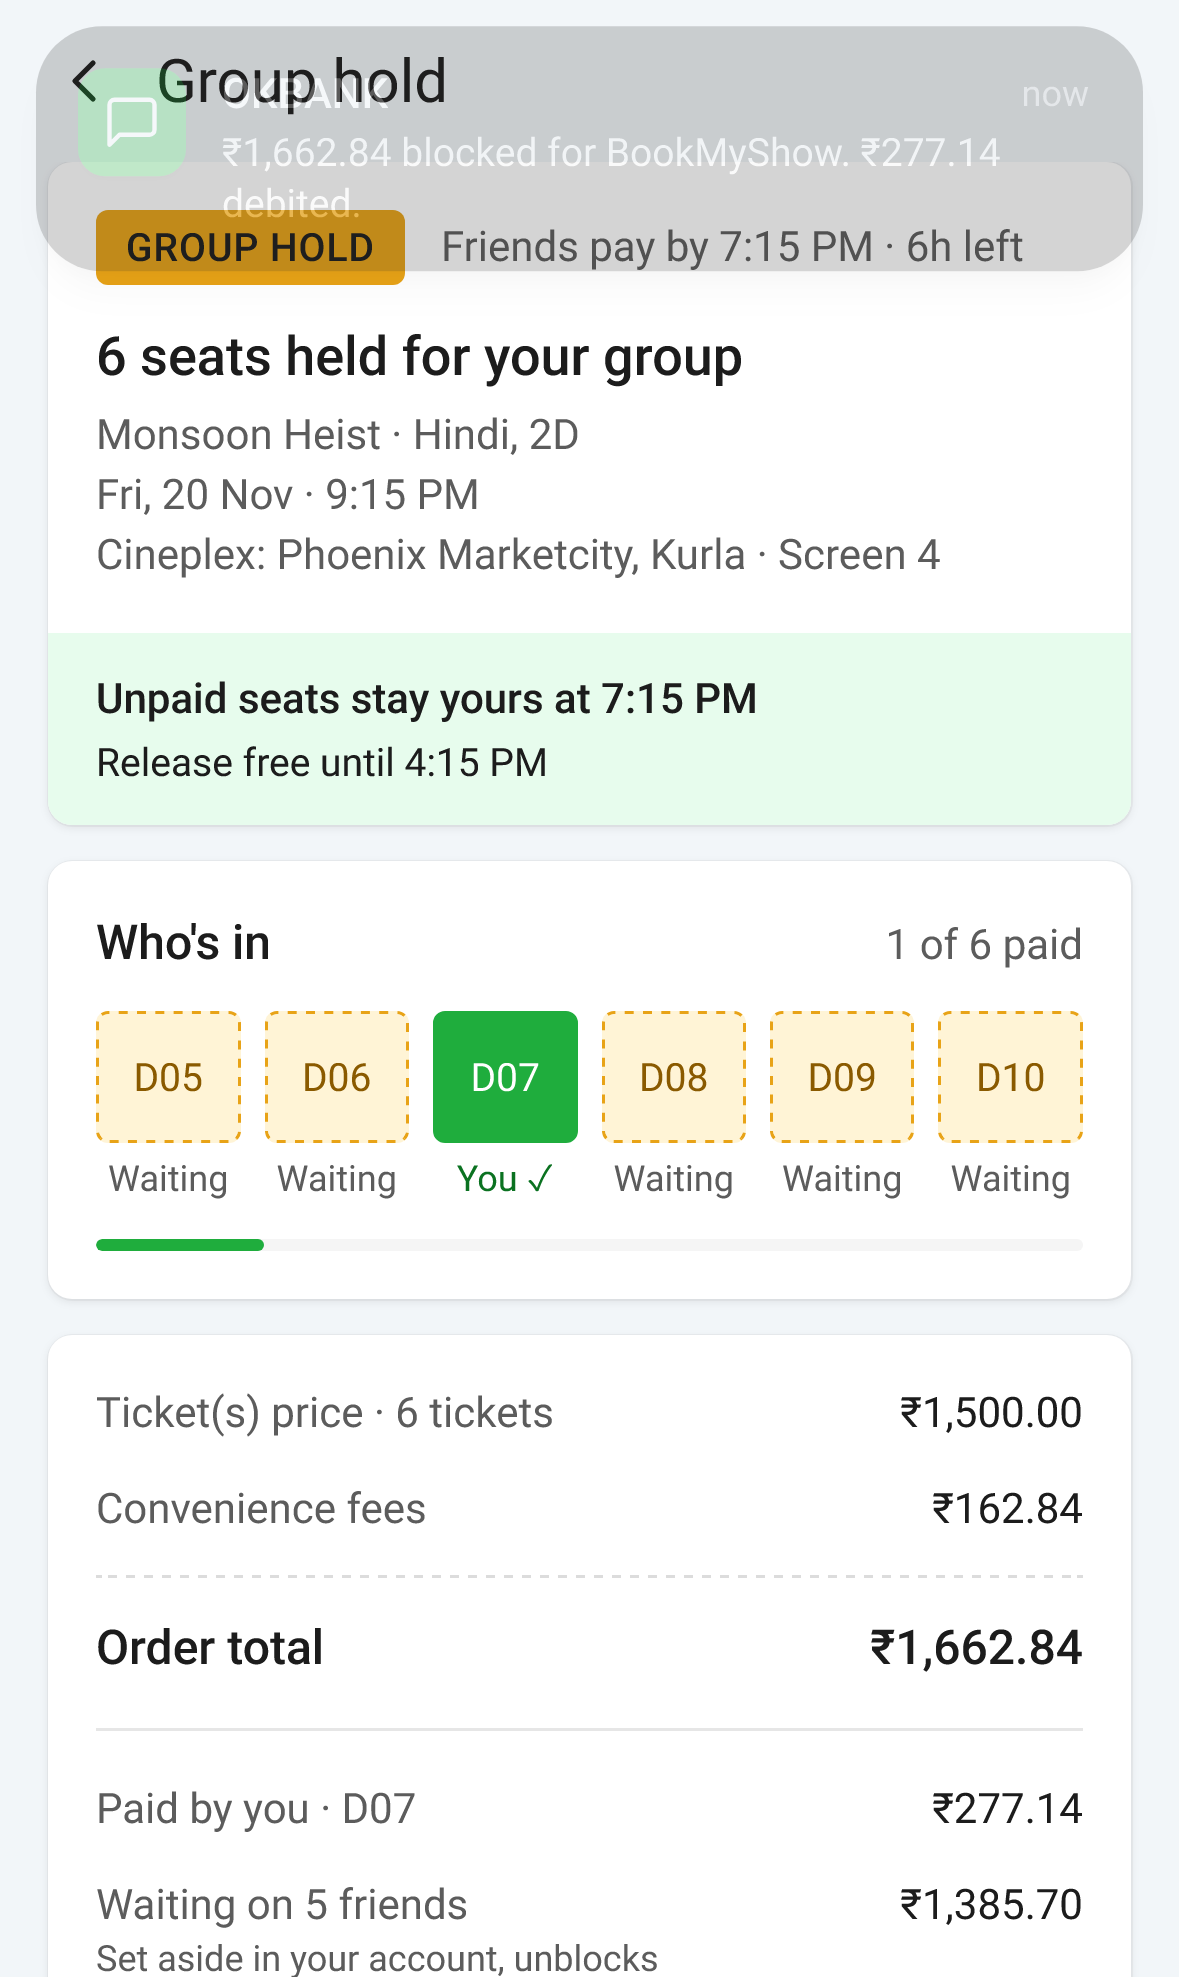 Group hold
OKBANK
now
₹1,662.84 blocked for BookMyShow. ₹277.14
debited.
GROUP HOLD
Friends pay by 7:15 PM · 6h left
6 seats held for your group
Monsoon Heist · Hindi, 2D
Fri, 20 Nov · 9:15 PM
Cineplex: Phoenix Marketcity, Kurla · Screen 4
Unpaid seats stay yours at 7:15 PM
Release free until 4:15 PM
Who's in
1 of 6 paid
D05 D06 D07 D08 D09 D10
Waiting Waiting You ✓ Waiting Waiting Waiting
Ticket(s) price · 6 tickets ₹1,500.00
Convenience fees ₹162.84
Order total ₹1,662.84
Paid by you · D07 ₹277.14
Waiting on 5 friends ₹1,385.70
Set aside in your account, unblocks